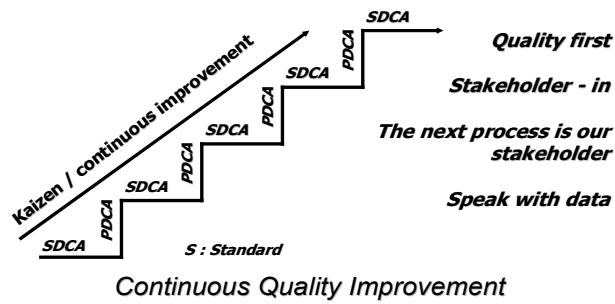 SDCA
Quality first
PDCA
SDCA
Stakeholder - in
PDCA
SDCA
The next process is our
stakeholder
PDCA
SDCA
Speak with data
PDCA
SDCA
Kaizen / continuous improvement
S : Standard
Continuous Quality Improvement